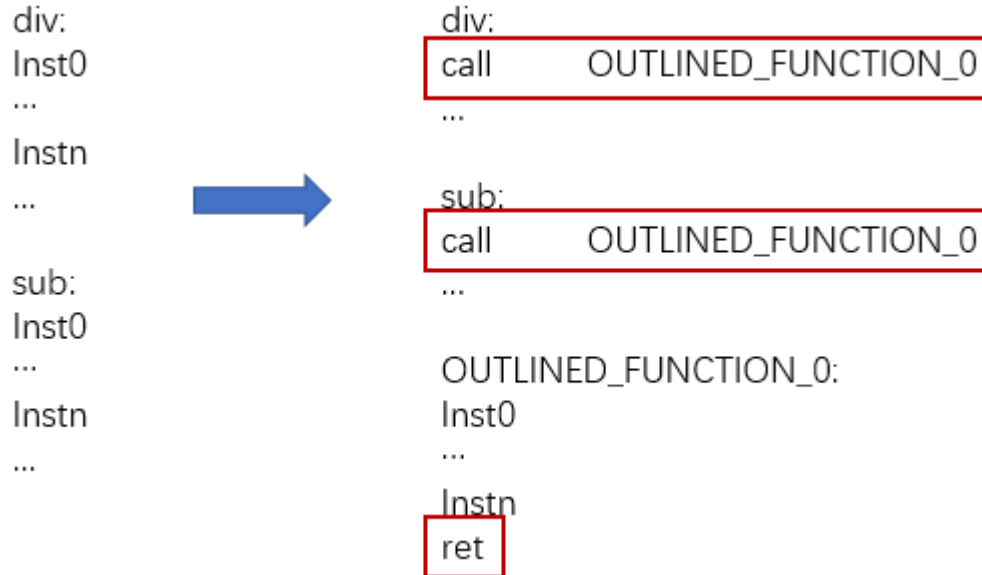 div:
Inst0
...
Instn
...
sub:
Inst0
...
Instn
...
div:
call OUTLINED_FUNCTION_0
...
sub:
call OUTLINED_FUNCTION_0
...
OUTLINED_FUNCTION_0:
Inst0
...
Instn
ret